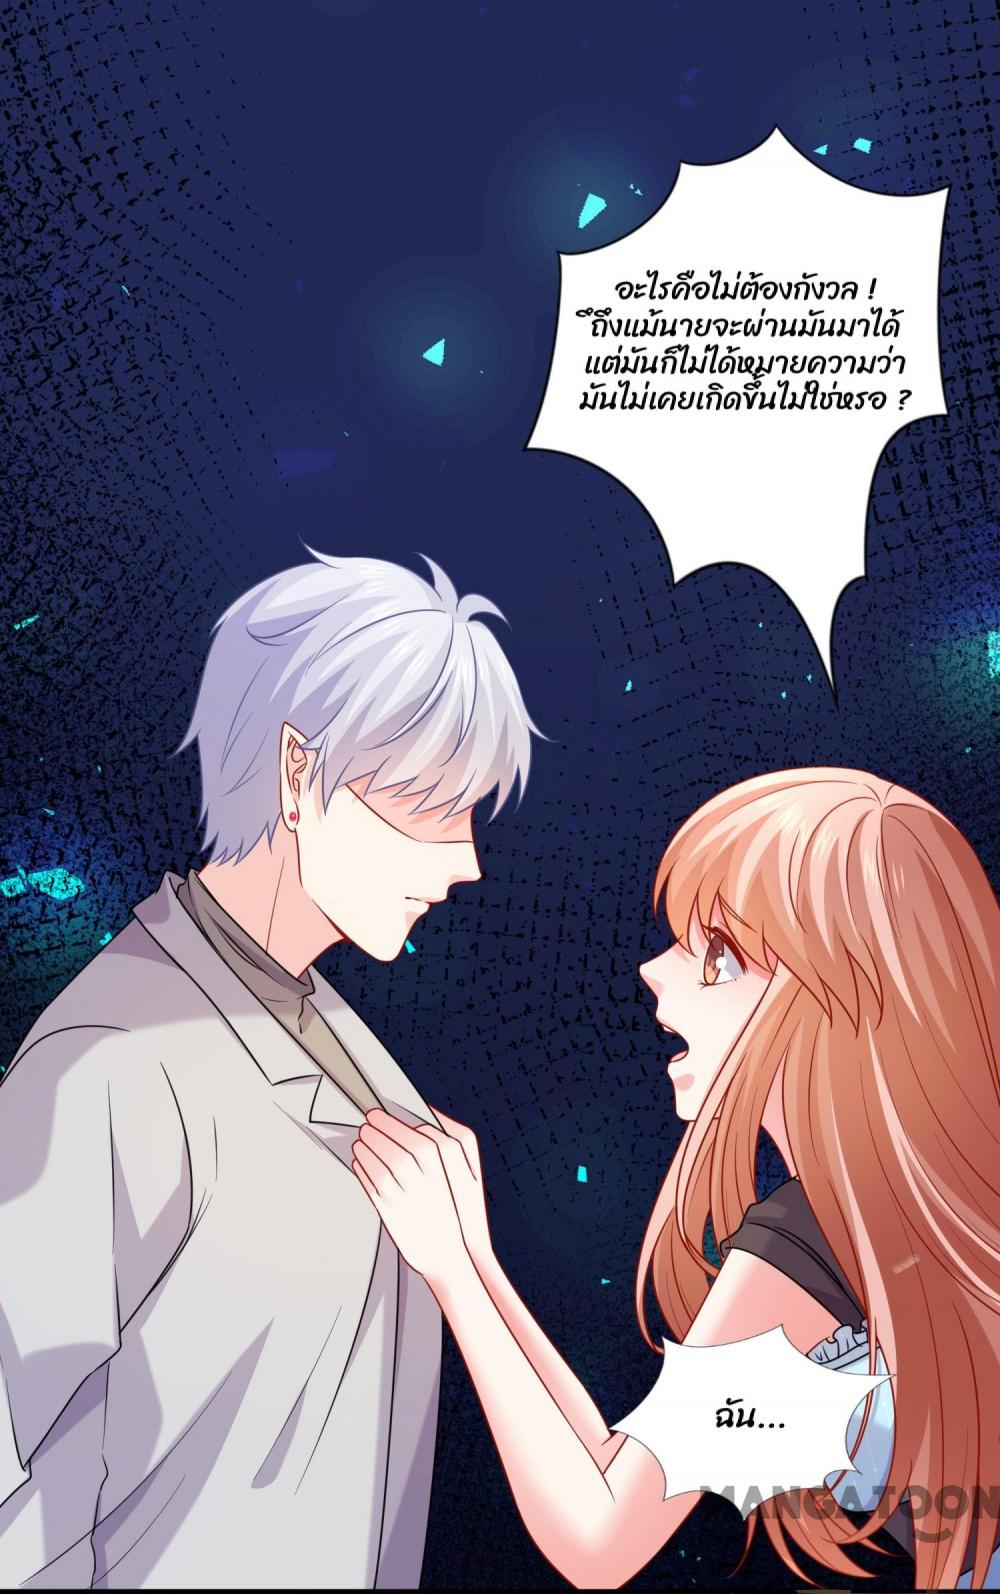 อะไรคือไม่ต้องกังวล !
ึถึงแม้นายจะผ่านมันมาได้
แต่มันก็ไม่ได้หมายความว่า
มันไม่เคยเกิดขึ้นไม่ใช่หรอ ?
ฉัน...
MANGATOON